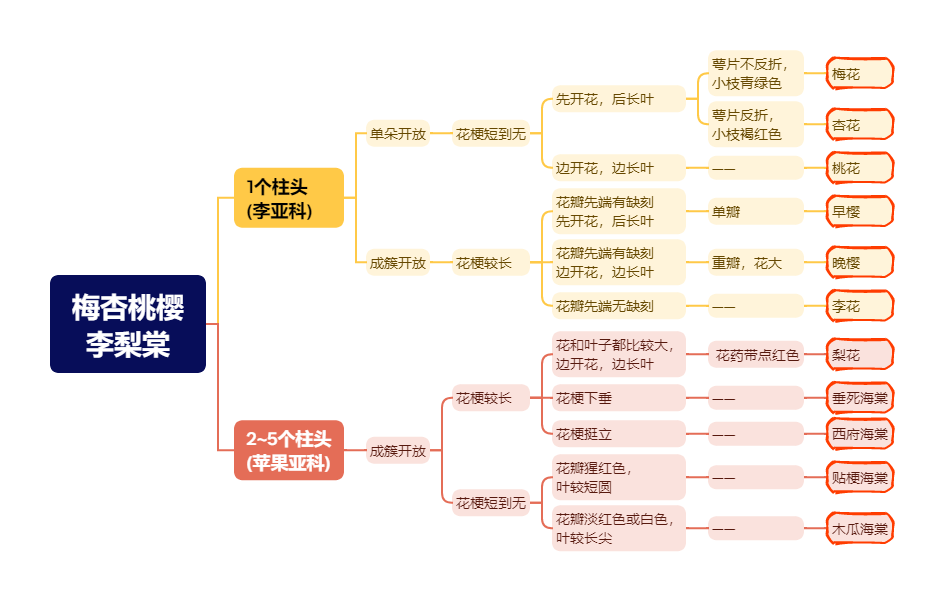 梅杏桃樱
李梨棠
1个柱头
(李亚科)
单朵开放
花梗短到无
先开花，后长叶
萼片不反折，
小枝青绿色
梅花
萼片反折，
小枝褐红色
杏花
边开花，边长叶
——
桃花
成簇开放
花梗较长
花瓣先端有缺刻
先开花，后长叶
单瓣
早樱
花瓣先端有缺刻
边开花，边长叶
重瓣，花大
晚樱
花瓣先端无缺刻
——
李花
2~5个柱头
(苹果亚科)
成簇开放
花梗较长
花和叶子都比较大，
边开花，边长叶
花药带点红色
梨花
花梗下垂
——
垂死海棠
花梗挺立
——
西府海棠
花梗短到无
花瓣猩红色，
叶较短圆
——
贴梗海棠
花瓣淡红色或白色，
叶较长尖
——
木瓜海棠